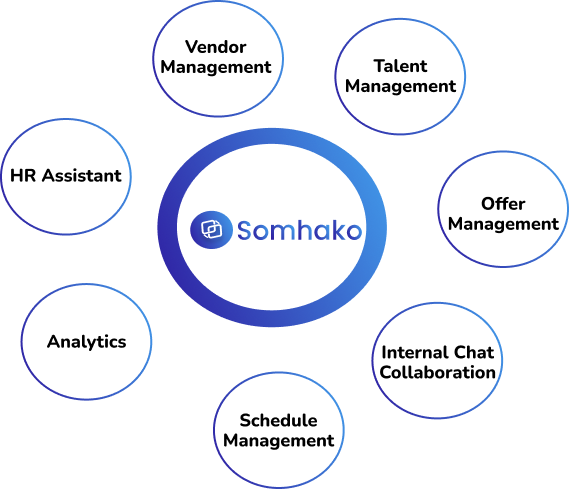 Vendor
Management
Talent
Management
HR Assistant
Offer
Management
Somhako
Analytics
Internal Chat
Collaboration
Schedule
Management